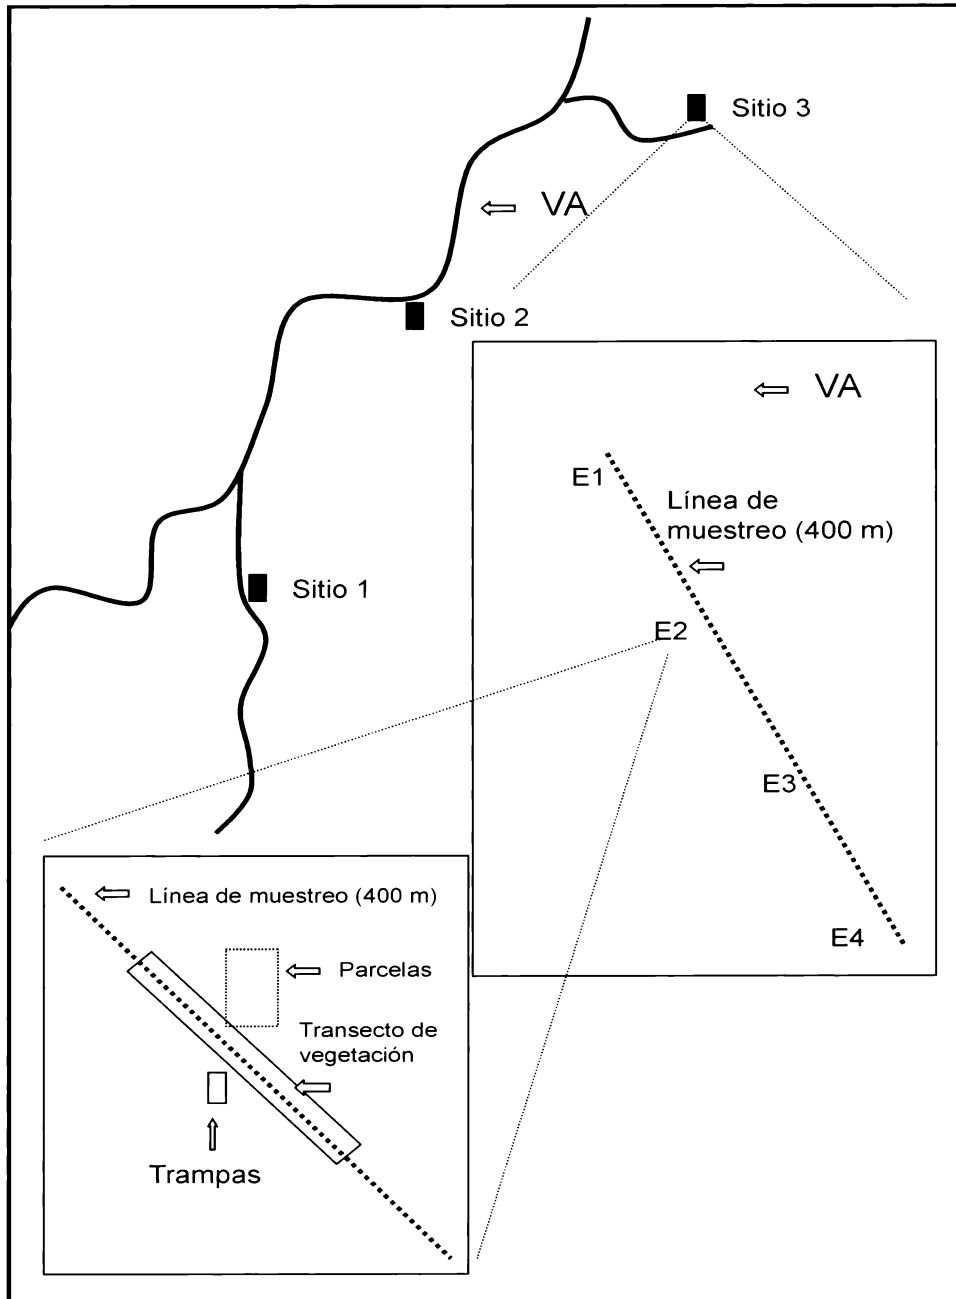 Sitio 3
VA
Sitio 2
VA
E1
Línea de
muestreo (400 m)
Sitio 1
E2
E3
E4
Línea de muestreo (400 m)
Parcelas
Transecto de
vegetación
Trampas